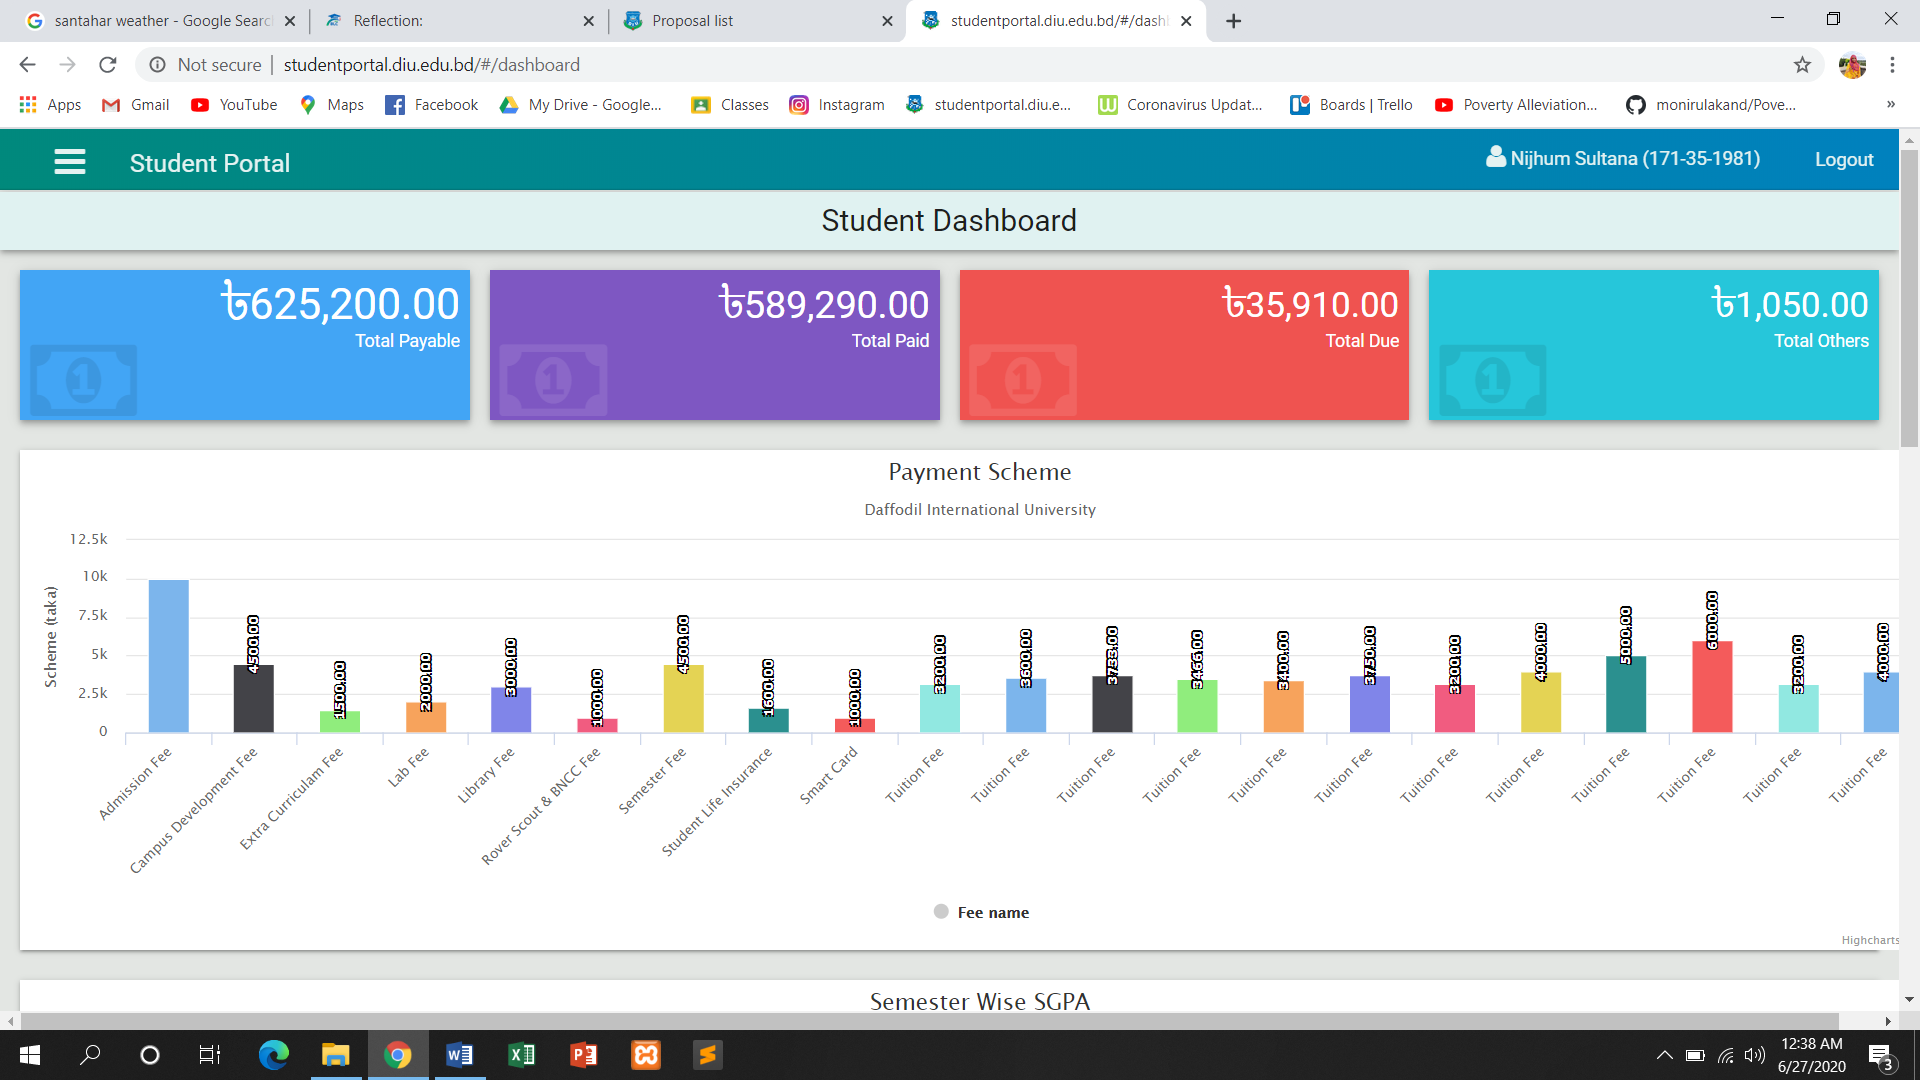 santahar weather - Google Searc
Reflection:
Proposal list
studentportal.diu.edu.bd/#/dash
Not secure
studentportal.diu.edu.bd/#/dashboard
Apps
Gmail
YouTube
Maps
Facebook
My Drive - Google...
Classes
Instagram
studentportal.diu.e...
Coronavirus Updat...
Boards | Trello
Poverty Alleviation...
monirulakand/Pove...
»
Student Portal
Nijhum Sultana (171-35-1981)
Logout
Student Dashboard
৳625,200.00
Total Payable
৳589,290.00
Total Paid
৳35,910.00
Total Due
৳1,050.00
Total Others
Payment Scheme
Daffodil International University
Scheme (taka)
12.5k
10k
7.5k
5k
2.5k
0
4500.00
1500.00
2000.00
3000.00
1000.00
4500.00
1600.00
1000.00
3200.00
3600.00
3733.00
3466.00
3400.00
3750.00
3200.00
4000.00
5000.00
6000.00
3200.00
4000.00
Admission Fee
Campus Development Fee
Extra Curriculam Fee
Lab Fee
Library Fee
Rover Scout & BNCC Fee
Semester Fee
Student Life Insurance
Smart Card
Tuition Fee
Tuition Fee
Tuition Fee
Tuition Fee
Tuition Fee
Tuition Fee
Tuition Fee
Tuition Fee
Tuition Fee
Tuition Fee
Tuition Fee
Tuition Fee
Fee name
Highcharts
Semester Wise SGPA
12:38 AM
6/27/2020
3